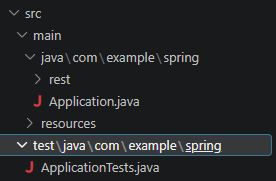 src
main
java\com\example\spring
rest
J Application.java
resources
test\java\com\example\spring
J ApplicationTests.java